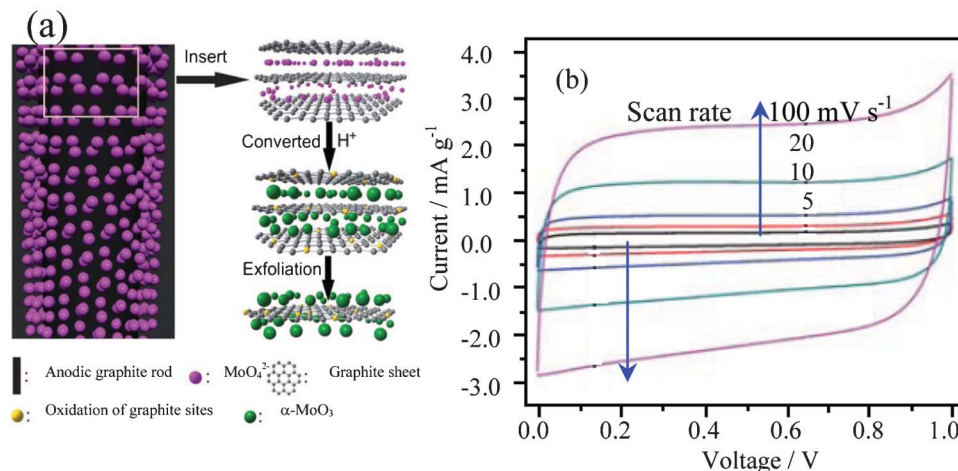 (a)
Insert
Converted H⁺
Exfoliation
Anodic graphite rod
MoO₄²⁻
Graphite sheet
Oxidation of graphite sites
α-MoO₃
(b)
Scan rate 100 mV s⁻¹
20
10
5
Current / mA g⁻¹
4.0
3.0
2.0
1.0
0.0
-1.0
-2.0
-3.0
0.0 0.2 0.4 0.6 0.8 1.0
Voltage / V